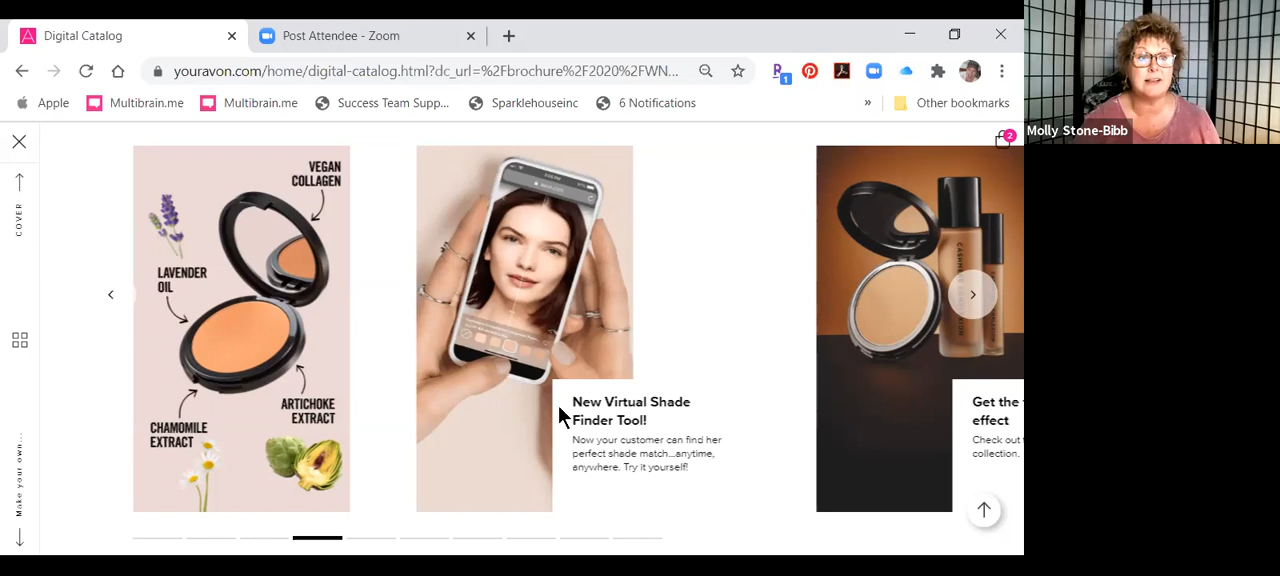 Digital Catalog
Post Attendee - Zoom
youravon.com/home/digital-catalog.html?oc_url=%2Fbrochure%2F2020%2FWN...
1
Apple
Multibrain.me
Multibrain.me
Success Team Supp...
Sparklehouseinc
6 Notifications
»
Other bookmarks
Molly Stone-Bibb
2
COVER
Make your own...
VEGAN
COLLAGEN
LAVENDER
OIL
ARTICHOKE
EXTRACT
CHAMOMILE
EXTRACT
New Virtual Shade
Finder Tool!
Now your customer can find her
perfect shade match...anytime,
anywhere. Try it yourself!
Get the
effect
Check out
collection.